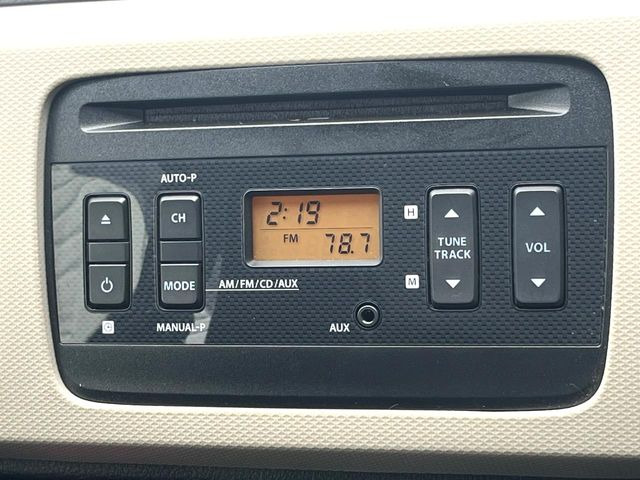 AUTO-P
CH
2:19
FM
78.7
H
TUNE
TRACK
VOL
MODE
AM/FM/CD/AUX
M
MANUAL-P
AUX